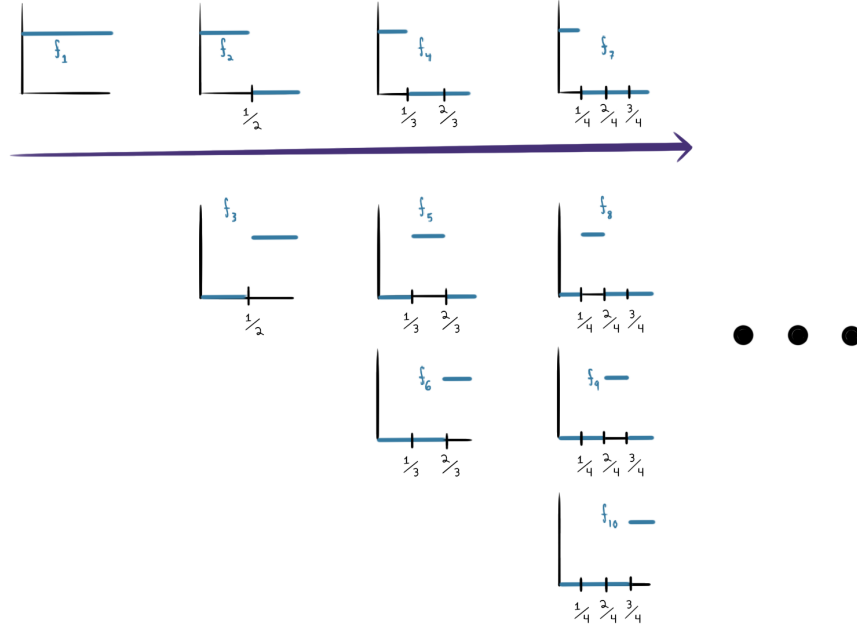 f₁
f₂
f₄
f₇
1/2
1/3 2/3
1/4 2/4 3/4
f₃
f₅
f₈
1/2
1/3 2/3
1/4 2/4 3/4
f₆
f₉
1/3 2/3
1/4 2/4 3/4
f₁₀
1/4 2/4 3/4